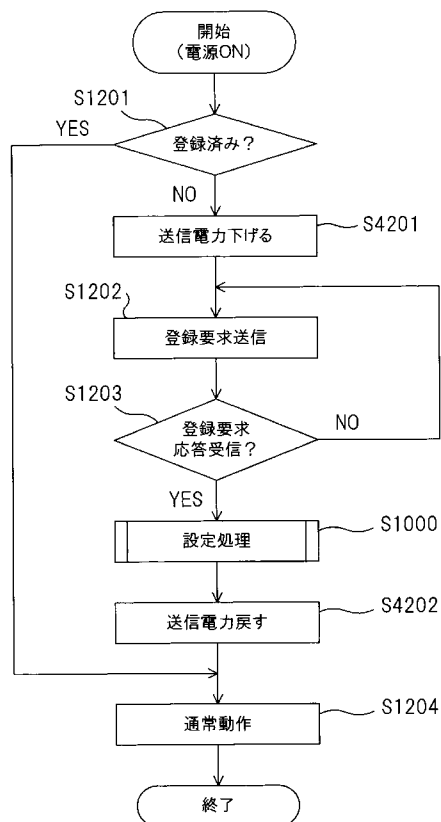 開始
(電源ON)
S1201
YES
登録済み?
NO
送信電力下げる
S4201
S1202
登録要求送信
S1203
登録要求
応答受信?
NO
YES
設定処理
S1000
送信電力戻す
S4202
通常動作
S1204
終了